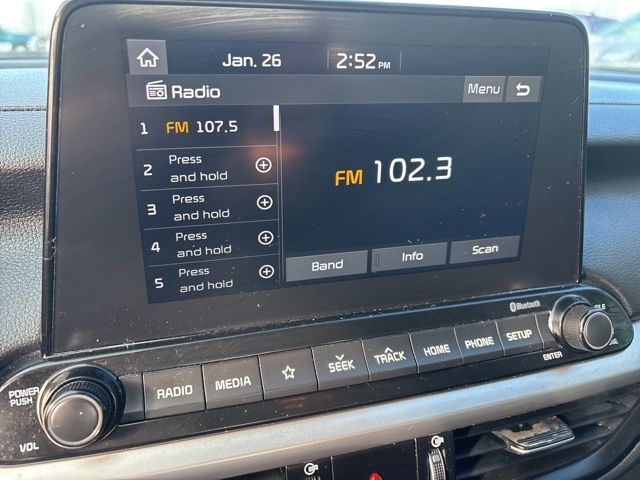 Jan. 26 2:52 PM
Radio Menu
1 FM 107.5
2 Press and hold
3 Press and hold
4 Press and hold
5 Press and hold
FM 102.3
Band Info Scan
Bluetooth
POWER PUSH
VOL
RADIO MEDIA SEEK TRACK HOME PHONE SETUP
ENTER